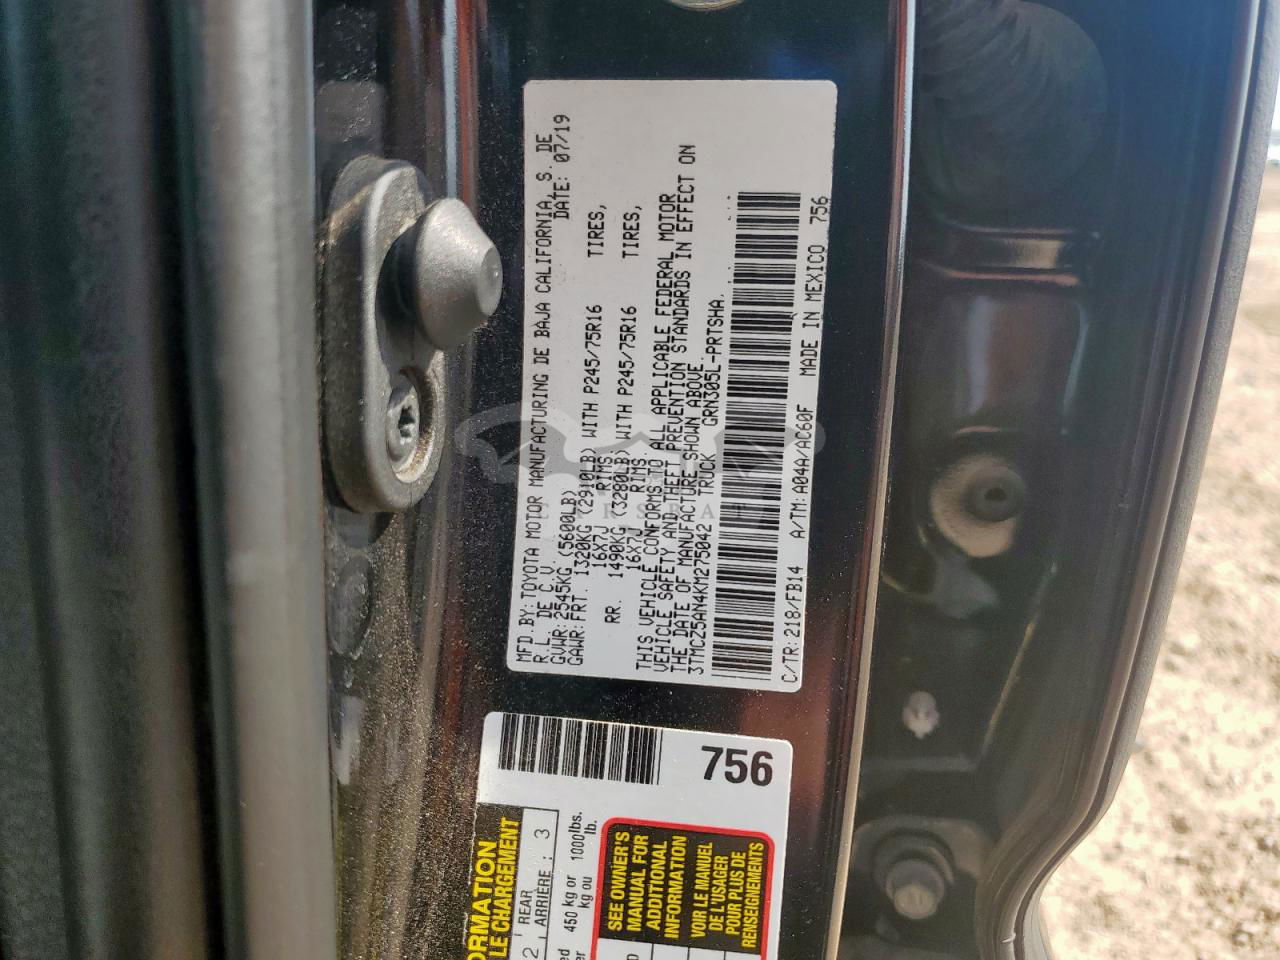 MFD. BY: TOYOTA MOTOR MANUFACTURING DE BAJA CALIFORNIA, S. DE
R.L. DE C.V. DATE: 07/19
GVWR: 2545KG (5600LB)
GAWR: FRT. 1320KG (2910LB) WITH P245/75R16 TIRES,
16X7J RIMS
RR. 1490KG (3280LB) WITH P245/75R16 TIRES,
16X7J RIMS
THIS VEHICLE CONFORMS TO ALL APPLICABLE FEDERAL MOTOR
VEHICLE SAFETY AND THEFT PREVENTION STANDARDS IN EFFECT ON
THE DATE OF MANUFACTURE SHOWN ABOVE.
3TMCZ5AN4KM275042 TRUCK GRN305L-PRTSHA
C/TR: 218/FB14 A/TM: A04A/AC60F MADE IN MEXICO 756
756
ORMATION
LE CHARGEMENT
2 REAR
ARRIÈRE : 3
450 kg or 1000 lbs.
kg ou lb.
SEE OWNER'S
MANUAL FOR
ADDITIONAL
INFORMATION
VOIR LE MANUEL
DE L'USAGER
POUR PLUS DE
RENSEIGNEMENTS